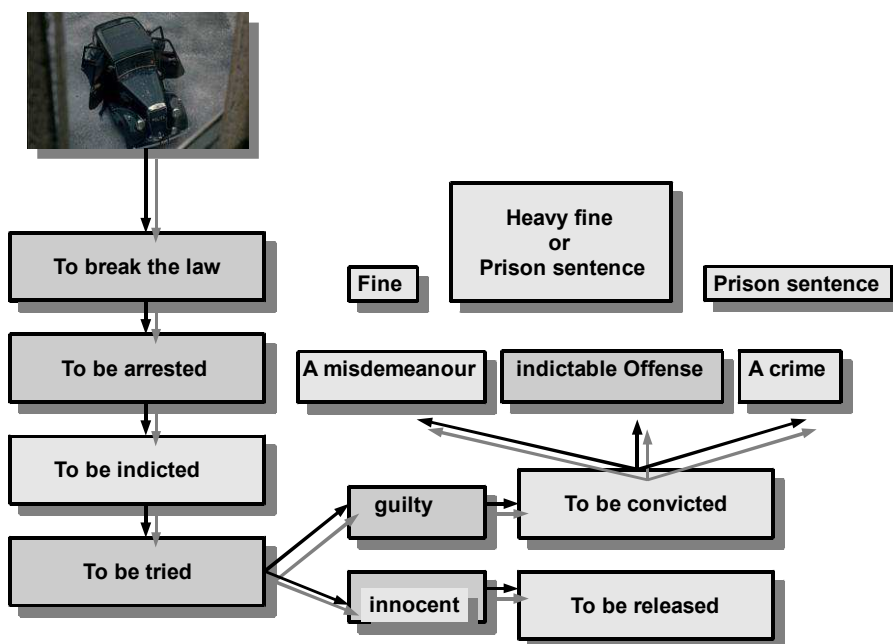 To break the law
To be arrested
To be indicted
To be tried
guilty
innocent
To be convicted
To be released
A misdemeanour
indictable Offense
A crime
Fine
Heavy fine
or
Prison sentence
Prison sentence